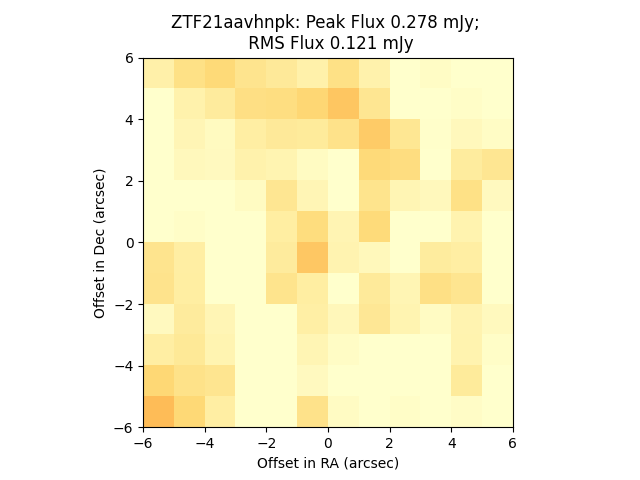 ZTF21aavhnpk: Peak Flux 0.278 mJy;
RMS Flux 0.121 mJy
6
4
2
0
−2
−4
−6
Offset in Dec (arcsec)
−6 −4 −2 0 2 4 6
Offset in RA (arcsec)